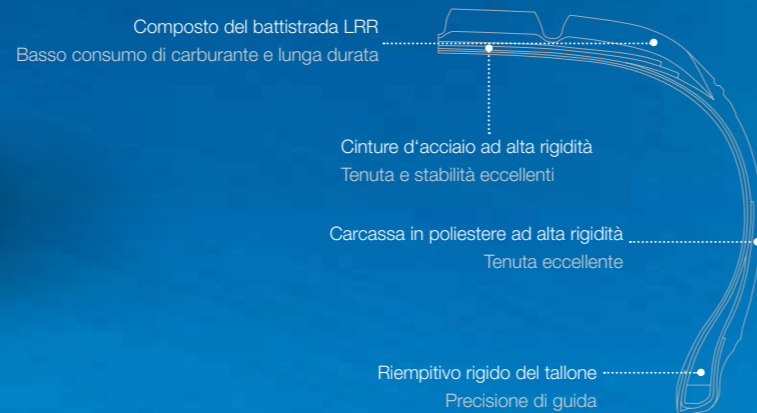 Composto del battistrada LRR
Basso consumo di carburante e lunga durata
Cinture d'acciaio ad alta rigidità
Tenuta e stabilità eccellenti
Carcassa in poliestere ad alta rigidità
Tenuta eccellente
Riempitivo rigido del tallone
Precisione di guida